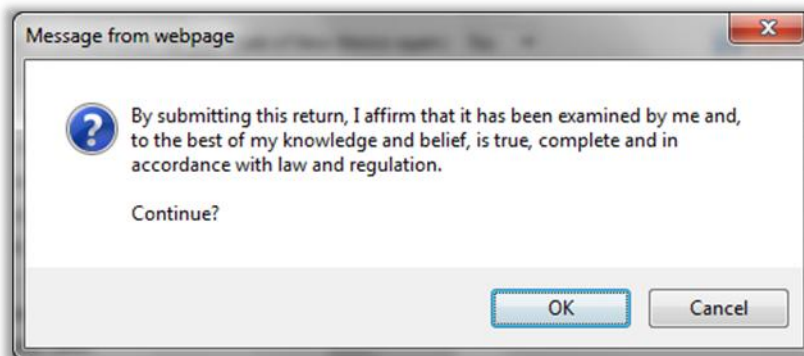 Message from webpage
By submitting this return, I affirm that it has been examined by me and,
to the best of my knowledge and belief, is true, complete and in
accordance with law and regulation.
Continue?
OK
Cancel